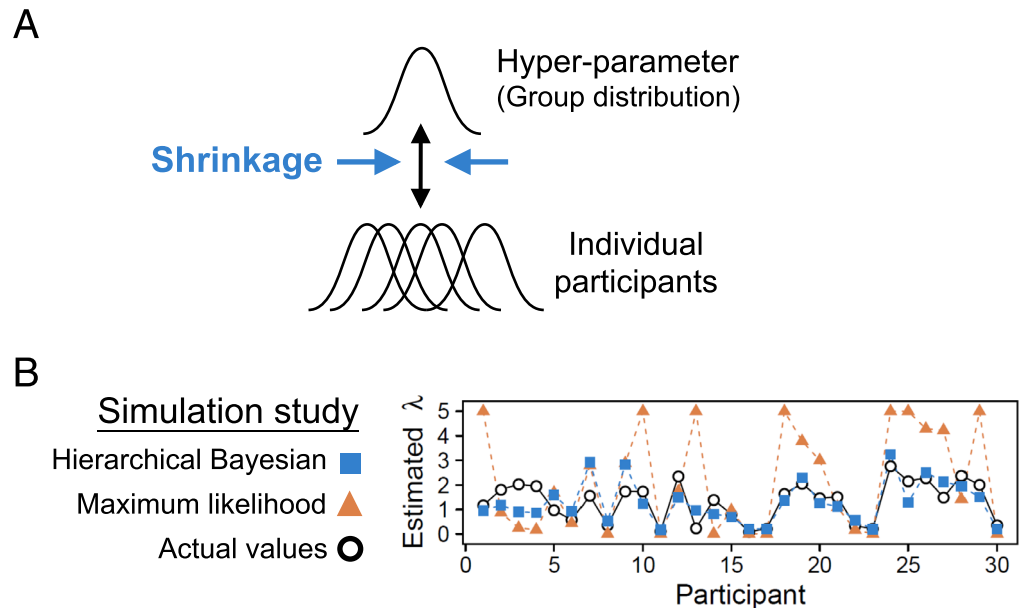 A
Hyper-parameter
(Group distribution)
Shrinkage
Individual
participants
B
Simulation study
Hierarchical Bayesian
Maximum likelihood
Actual values
Estimated λ
5
4
3
2
1
0
0 5 10 15 20 25 30
Participant